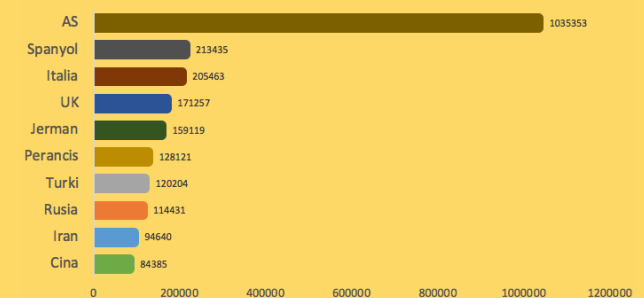 AS 1035353
Spanyol 213435
Italia 205463
UK 171257
Jerman 159119
Perancis 128121
Turki 120204
Rusia 114431
Iran 94640
Cina 84385
0 200000 400000 600000 800000 1000000 1200000